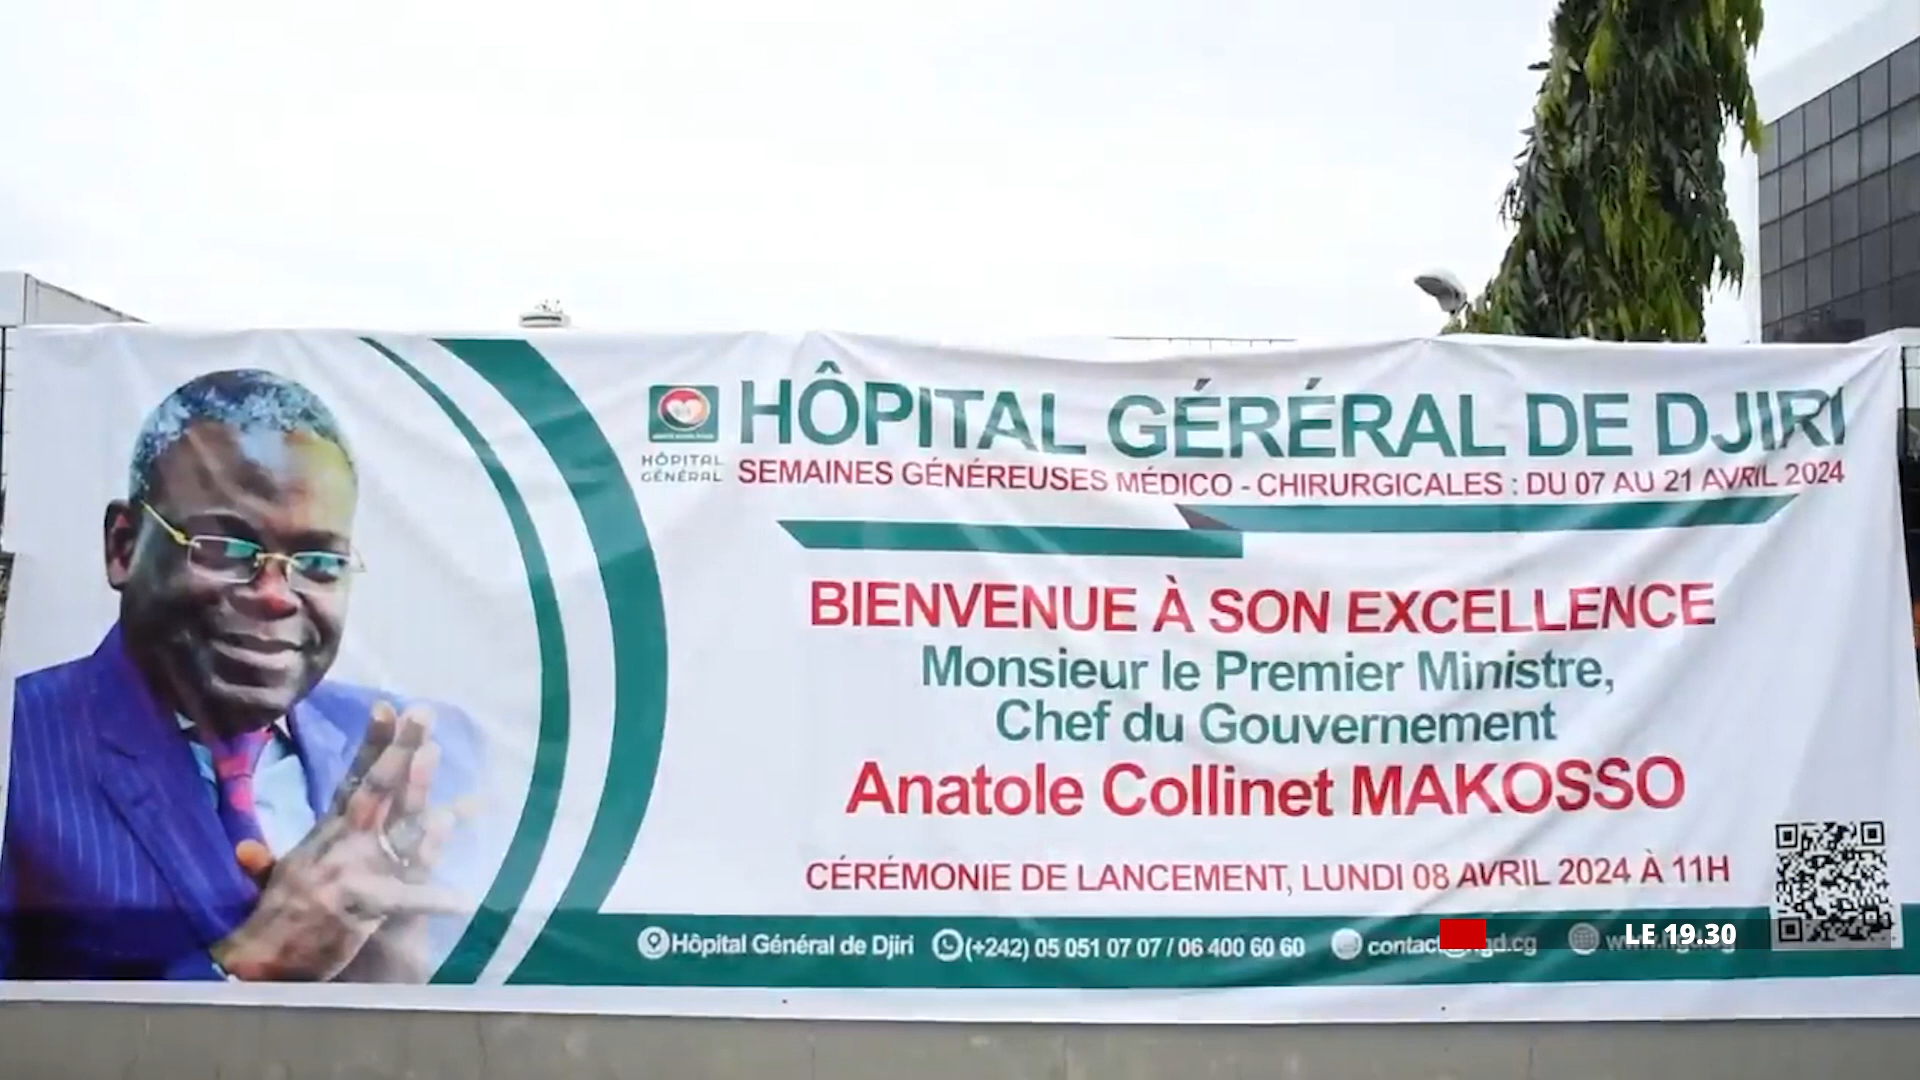 HÔPITAL GÉRÉRAL DE DJIRI
HÔPITAL
GÉNÉRAL
SEMAINES GÉNÉREUSES MÉDICO - CHIRURGICALES : DU 07 AU 21 AVRIL 2024
BIENVENUE À SON EXCELLENCE
Monsieur le Premier Ministre,
Chef du Gouvernement
Anatole Collinet MAKOSSO
CÉRÉMONIE DE LANCEMENT, LUNDI 08 AVRIL 2024 À 11H
Hôpital Général de Djiri (+242) 05 051 07 07 / 06 400 60 60
LE 19.30